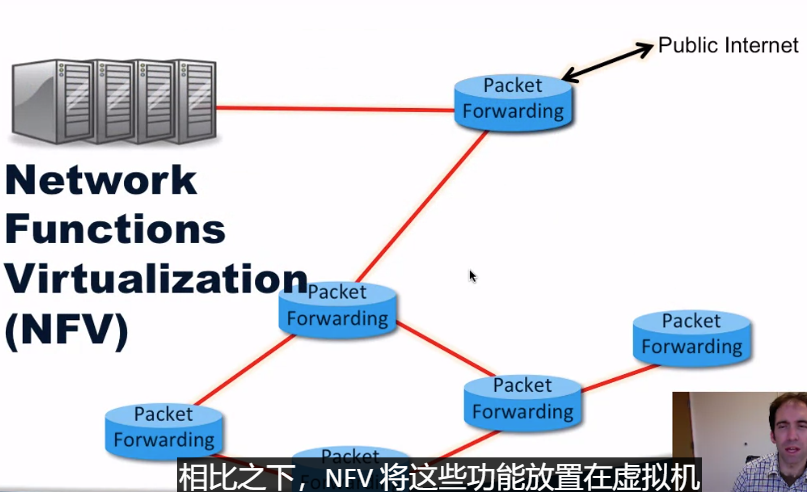 Public Internet
Packet
Forwarding
Network
Functions
Virtualization
(NFV)
Packet
Forwarding
Packet
Forwarding
Packet
Forwarding
Packet
Forwarding
Packet
相比之下，NFV 将这些功能放置在虚拟机